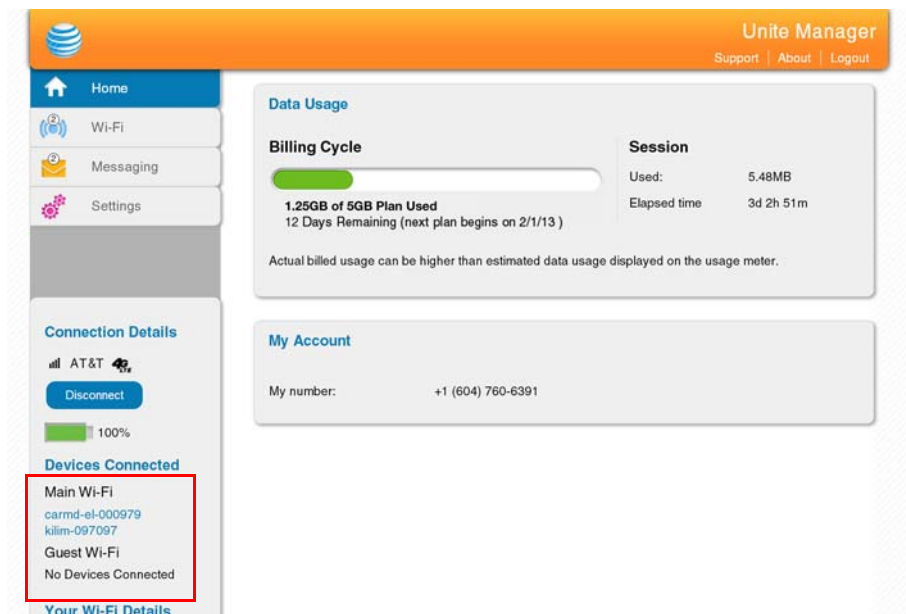 Unite Manager
Support | About | Logout
Home
2
Wi-Fi
2
Messaging
Settings
Data Usage
Billing Cycle
1.25GB of 5GB Plan Used
12 Days Remaining (next plan begins on 2/1/13 )
Session
Used: 5.48MB
Elapsed time 3d 2h 51m
Actual billed usage can be higher than estimated data usage displayed on the usage meter.
My Account
My number: +1 (604) 760-6391
Connection Details
AT&T 4G LTE
Disconnect
100%
Devices Connected
Main Wi-Fi
carmd-el-000979
kilim-097097
Guest Wi-Fi
No Devices Connected
Your Wi-Fi Details